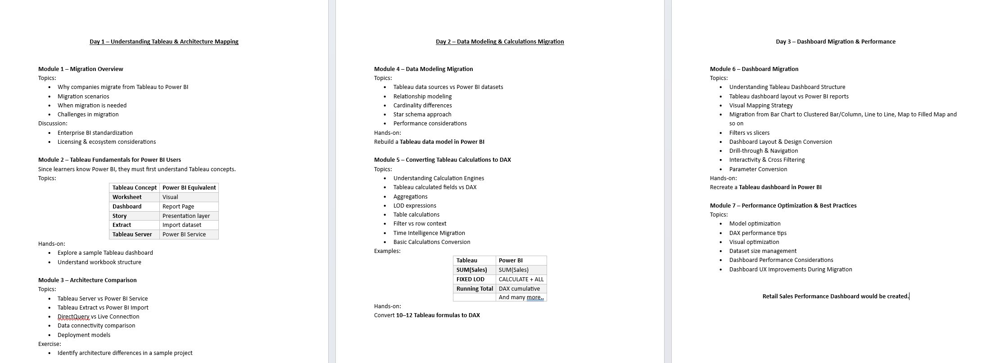 Day 1 – Understanding Tableau & Architecture Mapping
Module 1 – Migration Overview
Topics:
• Why companies migrate from Tableau to Power BI
• Migration scenarios
• When migration is needed
• Challenges in migration
Discussion:
• Enterprise BI standardization
• Licensing & ecosystem considerations
Module 2 – Tableau Fundamentals for Power BI Users
Since learners know Power BI, they must first understand Tableau concepts.
Topics:
Tableau Concept Power BI Equivalent
Worksheet Visual
Dashboard Report Page
Story Presentation layer
Extract Import dataset
Tableau Server Power BI Service
Hands-on:
• Explore a sample Tableau dashboard
• Understand workbook structure
Module 3 – Architecture Comparison
Topics:
• Tableau Server vs Power BI Service
• Tableau Extract vs Power BI Import
• DirectQuery vs Live Connection
• Data connectivity comparison
• Deployment models
Exercise:
• Identify architecture differences in a sample project
Day 2 – Data Modeling & Calculations Migration
Module 4 – Data Modeling Migration
Topics:
• Tableau data sources vs Power BI datasets
• Relationship modeling
• Cardinality differences
• Star schema approach
• Performance considerations
Hands-on:
Rebuild a Tableau data model in Power BI
Module 5 – Converting Tableau Calculations to DAX
Topics:
• Understanding Calculation Engines
• Tableau calculated fields vs DAX
• Aggregations
• LOD expressions
• Table calculations
• Filter vs row context
• Time Intelligence Migration
• Basic Calculations Conversion
Examples:
Tableau Power BI
SUM(Sales) SUM(Sales)
FIXED LOD CALCULATE + ALL
Running Total DAX cumulative
And many more..
Hands-on:
Convert 10–12 Tableau formulas to DAX
Day 3 – Dashboard Migration & Performance
Module 6 – Dashboard Migration
Topics:
• Understanding Tableau Dashboard Structure
• Tableau dashboard layout vs Power BI reports
• Visual Mapping Strategy
• Migration from Bar Chart to Clustered Bar/Column, Line to Line, Map to Filled Map and
so on
• Filters vs slicers
• Dashboard Layout & Design Conversion
• Drill-through & Navigation
• Interactivity & Cross Filtering
• Parameter Conversion
Hands-on:
Recreate a Tableau dashboard in Power BI
Module 7 – Performance Optimization & Best Practices
Topics:
• Model optimization
• DAX performance tips
• Visual optimization
• Dataset size management
• Dashboard Performance Considerations
• Dashboard UX Improvements During Migration
Retail Sales Performance Dashboard would be created.